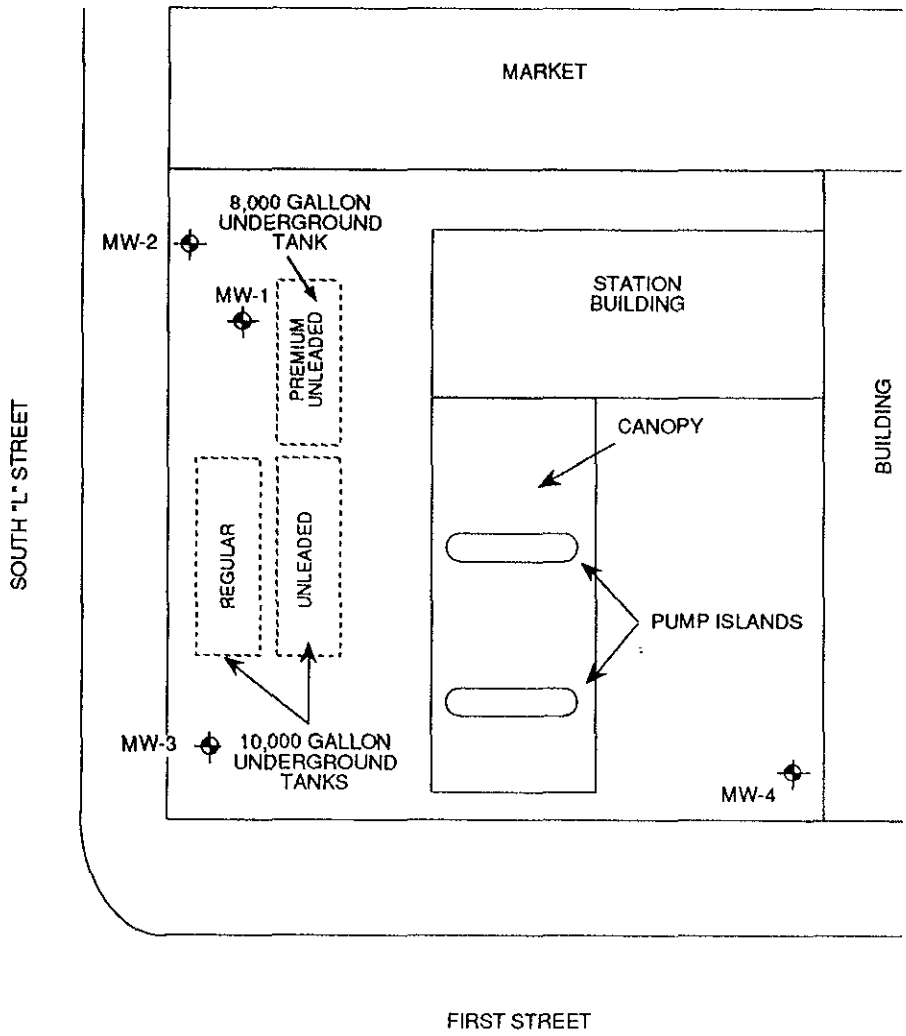 MARKET
8,000 GALLON
UNDERGROUND
TANK
MW-2
MW-1
PREMIUM
UNLEADED
STATION
BUILDING
CANOPY
BUILDING
SOUTH "L" STREET
REGULAR
UNLEADED
PUMP ISLANDS
MW-3
10,000 GALLON
UNDERGROUND
TANKS
MW-4
FIRST STREET